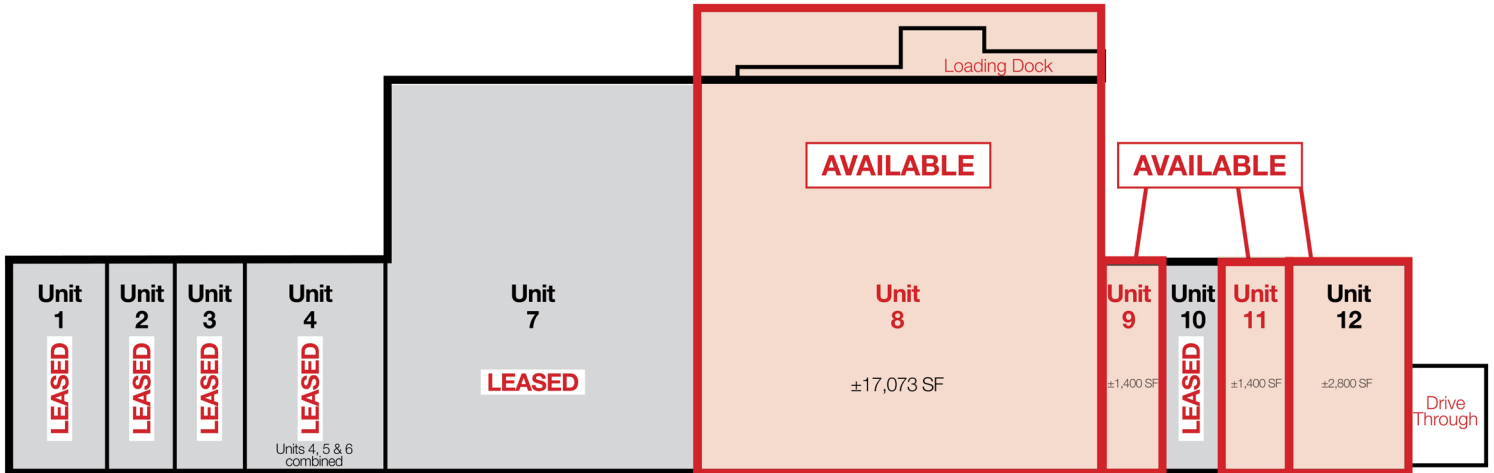 Loading Dock
AVAILABLE
AVAILABLE
Unit
1
LEASED
Unit
2
LEASED
Unit
3
LEASED
Unit
4
LEASED
Units 4, 5 & 6
combined
Unit
7
LEASED
Unit
8
±17,073 SF
Unit
9
±1,400 SF
Unit
10
LEASED
Unit
11
±1,400 SF
Unit
12
±2,800 SF
Drive
Through